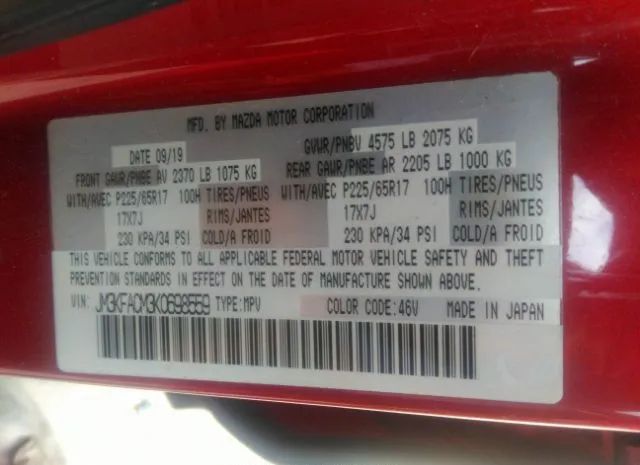 MFD. BY MAZDA MOTOR CORPORATION
DATE 09/19 GVWR/PNBV 4575 LB 2075 KG
FRONT GAWR/PNBE AV 2370 LB 1075 KG REAR GAWR/PNBE AR 2205 LB 1000 KG
WITH/AVEC P225/65R17 100H TIRES/PNEUS WITH/AVEC P225/65R17 100H TIRES/PNEUS
17X7J RIMS/JANTES 17X7J RIMS/JANTES
230 KPA/34 PSI COLD/A FROID 230 KPA/34 PSI COLD/A FROID
THIS VEHICLE CONFORMS TO ALL APPLICABLE FEDERAL MOTOR VEHICLE SAFETY AND THEFT
PREVENTION STANDARDS IN EFFECT ON THE DATE OF MANUFACTURE SHOWN ABOVE.
VIN: JM3KFACM3K0698559 TYPE:MPV COLOR CODE:46V MADE IN JAPAN